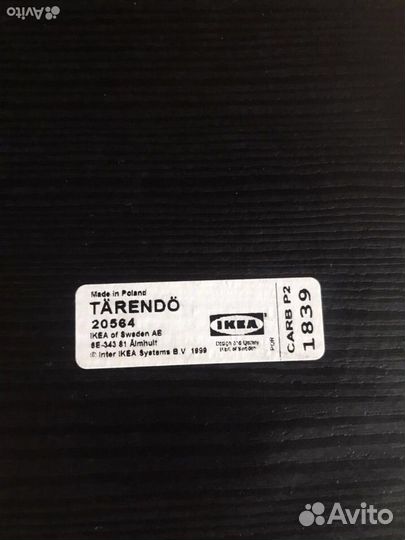 Avito
Made in Poland
TÄRENDÖ
20564
IKEA of Sweden AB
SE-343 81 Älmhult
© Inter IKEA Systems B.V. 1999
IKEA
Design and Quality
IKEA of Sweden
PQR
CARB P2
1839
Avito